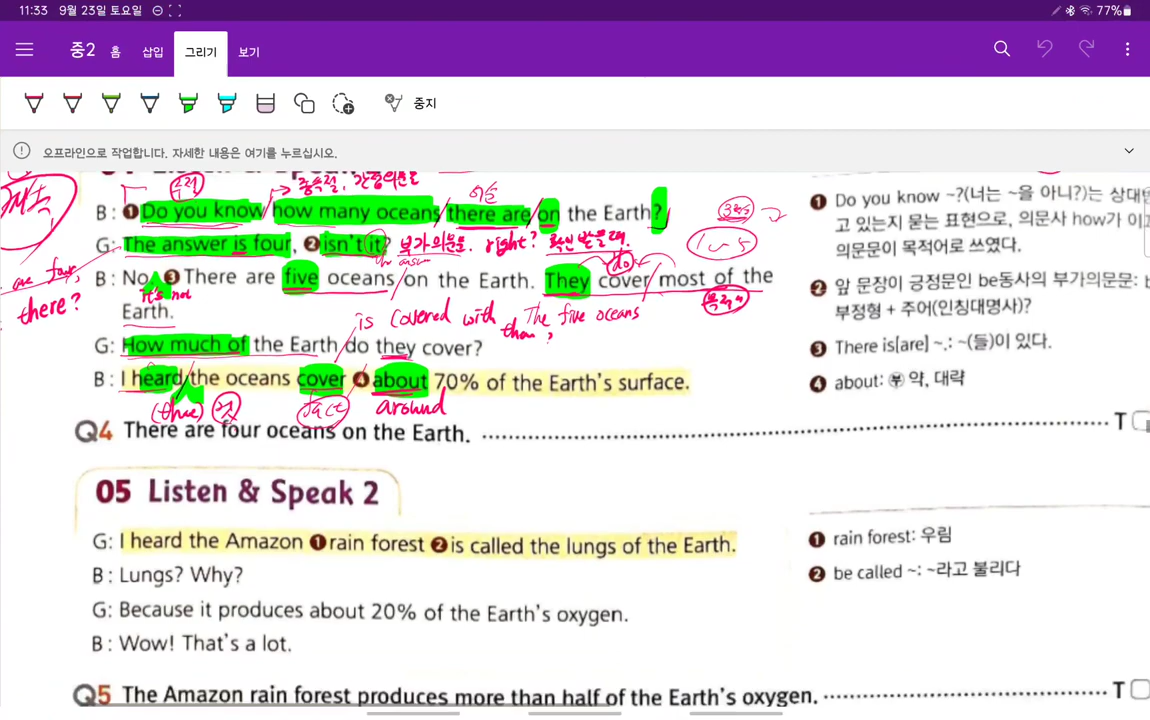 11:33 9월 23일 토요일
77%
중2 홈 삽입 그리기 보기
중지
오프라인으로 작업합니다. 자세한 내용은 여기를 누르십시오.
B: ❶Do you know how many oceans there are on the Earth?
G: The answer is four, ❷isn't it? 부가의문문. right?
are four,
there?
1~5
do
B: No. ❸There are five oceans on the Earth. They cover most of the
it's not
Earth.
is covered with The five oceans
them;
G: How much of the Earth do they cover?
B: I heard the oceans cover ❹about 70% of the Earth's surface.
(that) 것 fact around
Q4 There are four oceans on the Earth. T
05 Listen & Speak 2
G: I heard the Amazon ❶rain forest ❷is called the lungs of the Earth.
B: Lungs? Why?
G: Because it produces about 20% of the Earth's oxygen.
B: Wow! That's a lot.
Q5 The Amazon rain forest produces more than half of the Earth's oxygen. T
❶ Do you know ~?(너는 ~을 아니?)는 상대
고 있는지 묻는 표현으로, 의문사 how가 이
의문문이 목적어로 쓰였다.
❷ 앞 문장이 긍정문인 be동사의 부가의문문:
부정형 + 주어(인칭대명사)?
❸ There is[are] ~.: ~(들)이 있다.
❹ about: 부 약, 대략
❶ rain forest: 우림
❷ be called ~: ~라고 불리다